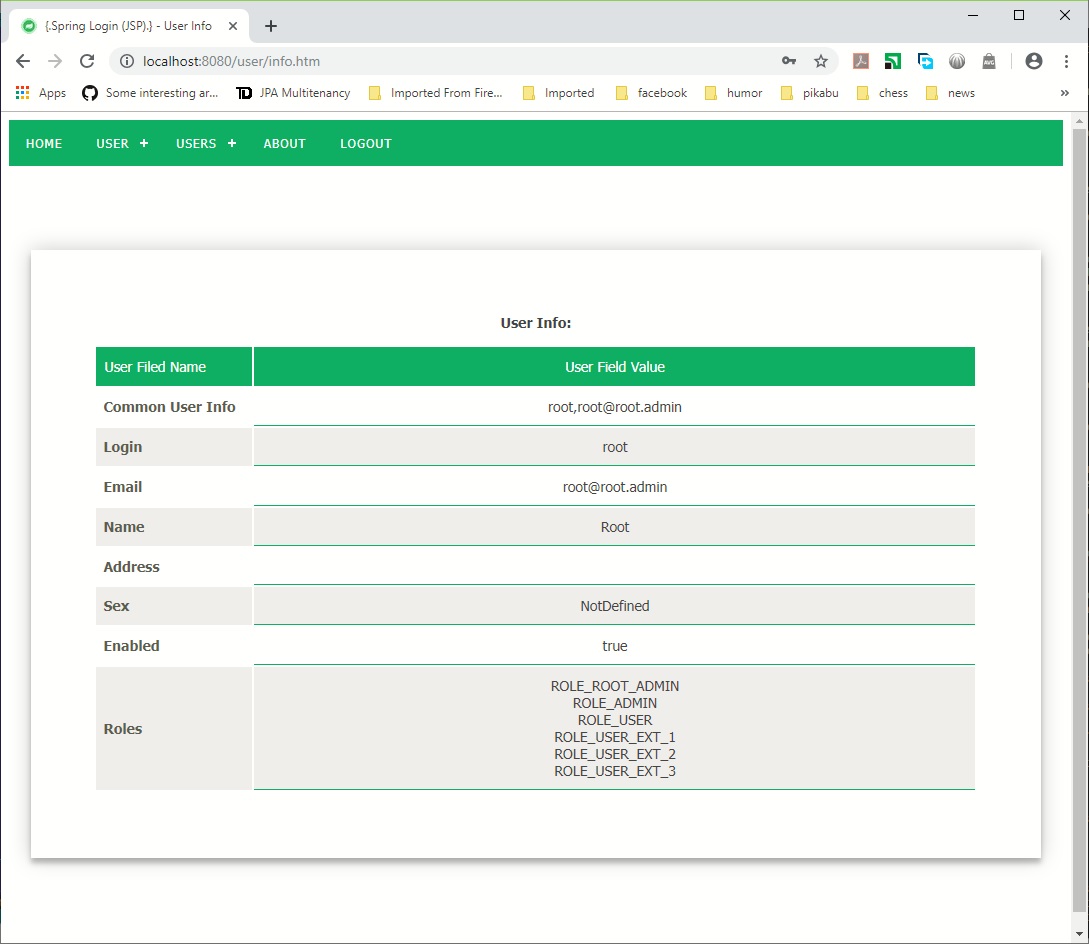 {.Spring Login (JSP).} - User Info
localhost:8080/user/info.htm
Apps Some interesting ar... TD JPA Multitenancy Imported From Fire... Imported facebook humor pikabu chess news »
HOME USER + USERS + ABOUT LOGOUT
User Info:
User Filed Name User Field Value
Common User Info root,root@root.admin
Login root
Email root@root.admin
Name Root
Address
Sex NotDefined
Enabled true
Roles
ROLE_ROOT_ADMIN
ROLE_ADMIN
ROLE_USER
ROLE_USER_EXT_1
ROLE_USER_EXT_2
ROLE_USER_EXT_3